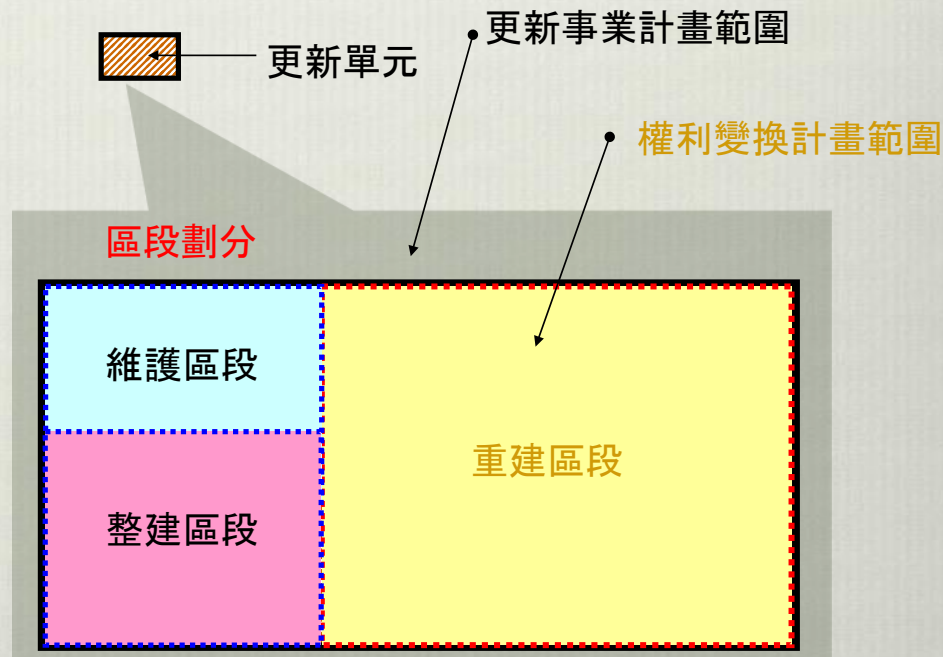 更新事業計畫範圍
更新單元
權利變換計畫範圍
區段劃分
維護區段
重建區段
整建區段